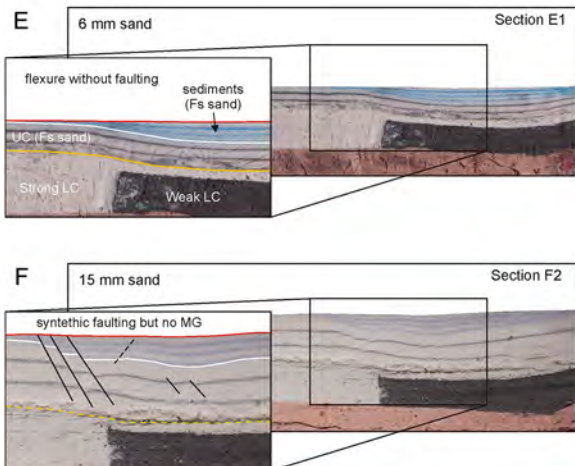 E
6 mm sand
Section E1
flexure without faulting
sediments
(Fs sand)
UC (Fs sand)
Strong LC
Weak LC
F
15 mm sand
Section F2
syntethic faulting but no MG